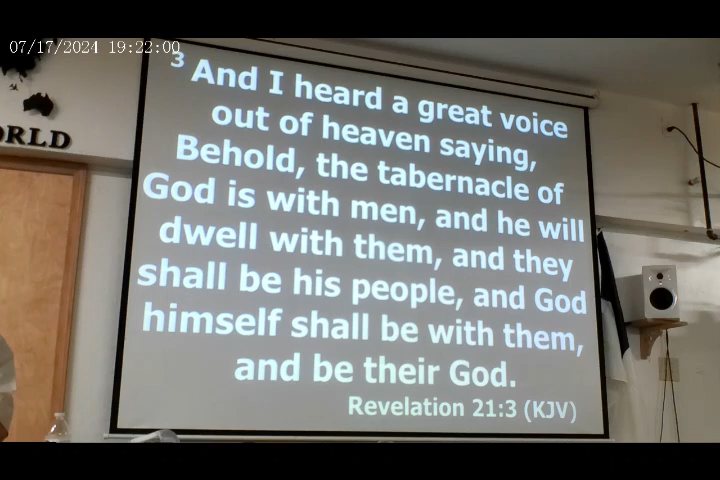 07/17/2024 19:22:00
ORLD
3 And I heard a great voice
out of heaven saying,
Behold, the tabernacle of
God is with men, and he will
dwell with them, and they
shall be his people, and God
himself shall be with them,
and be their God.
Revelation 21:3 (KJV)